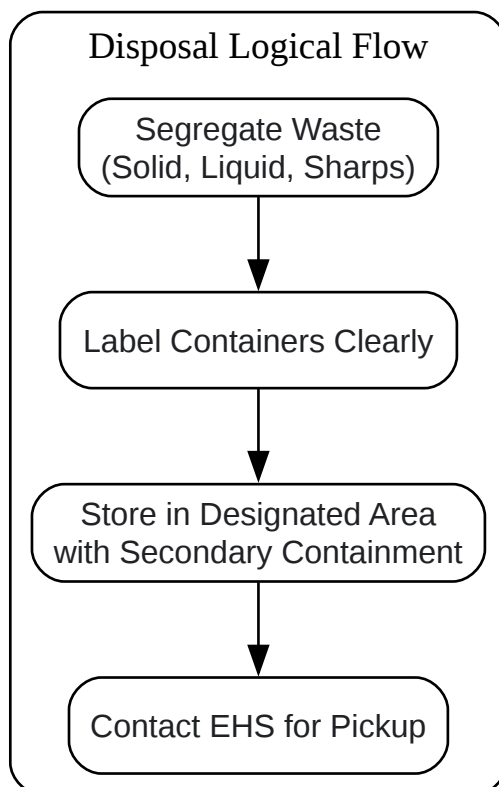 Disposal Logical Flow
Segregate Waste
(Solid, Liquid, Sharps)
Label Containers Clearly
Store in Designated Area
with Secondary Containment
Contact EHS for Pickup